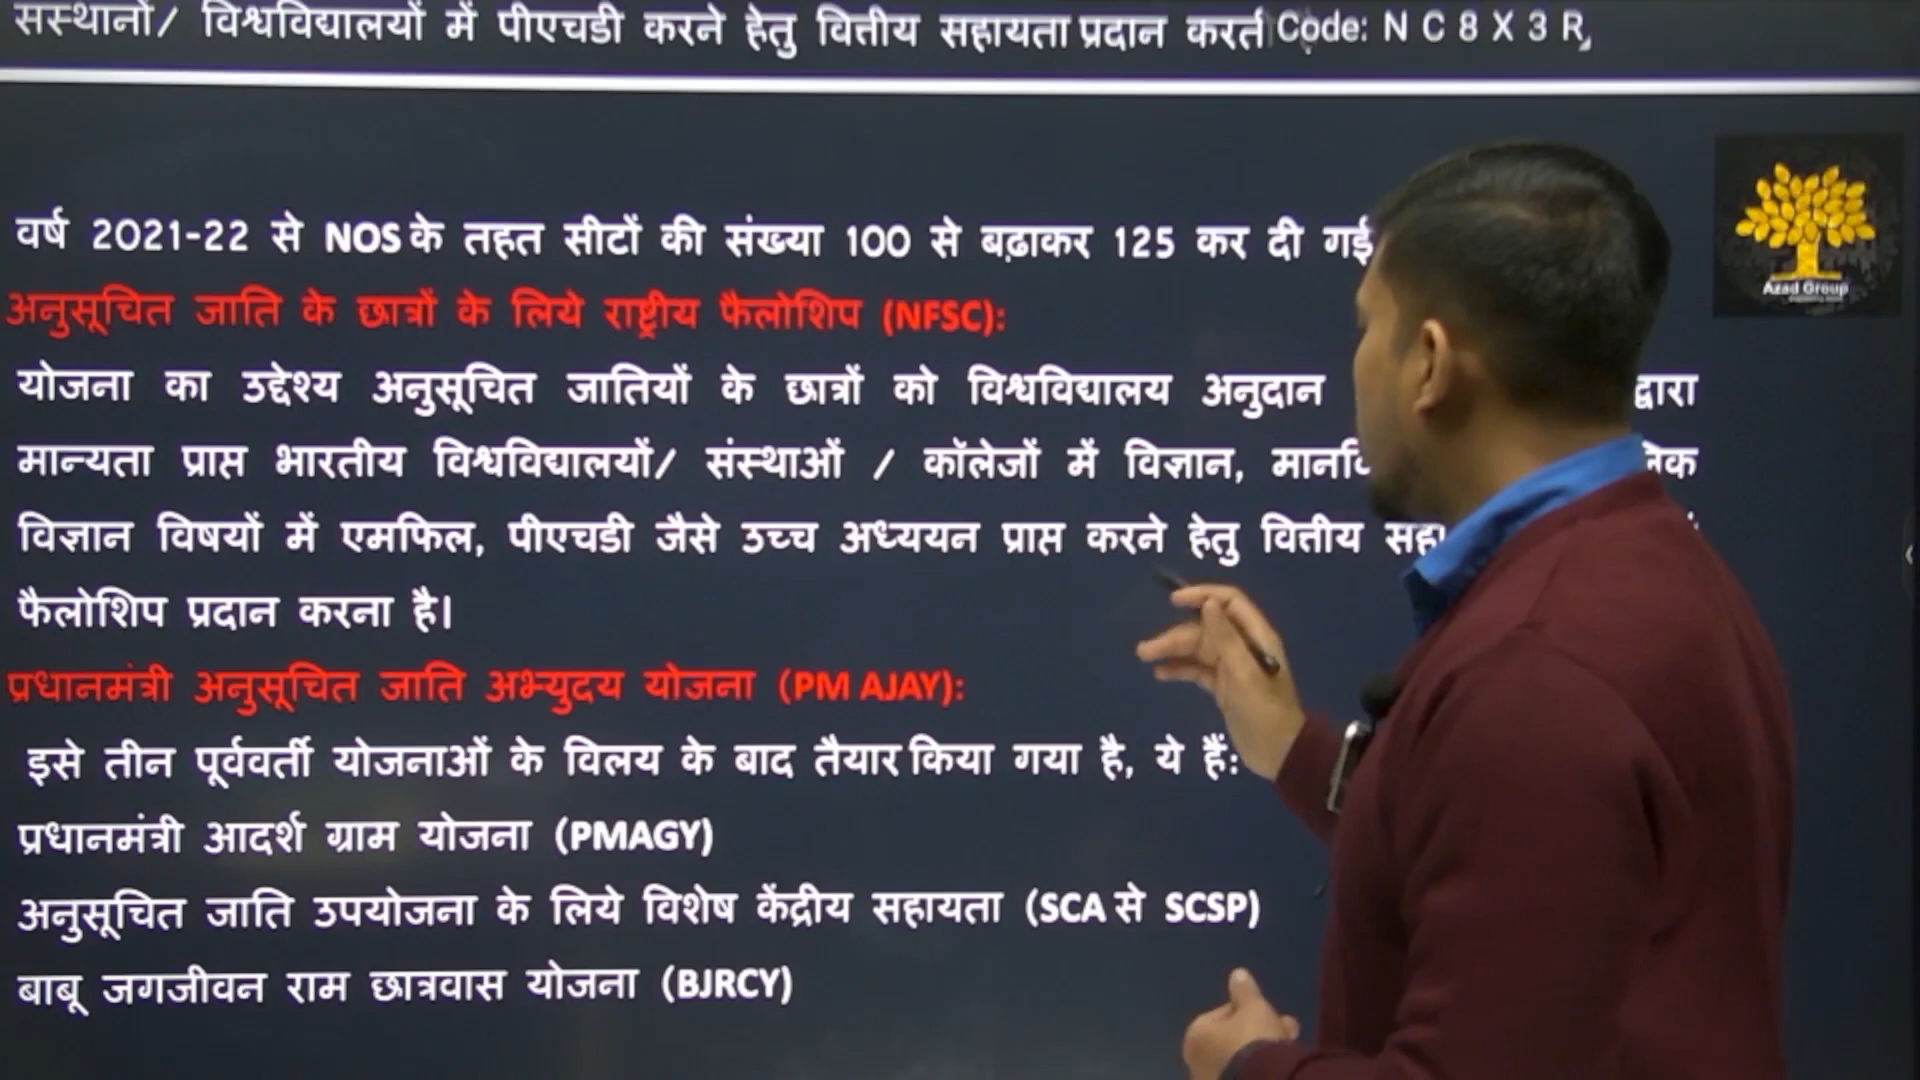 सस्थानों/ विश्वविद्यालयों में पीएचडी करने हेतु वित्तीय सहायता प्रदान करत Code: N C 8 X 3 R
वर्ष 2021-22 से NOS के तहत सीटों की संख्या 100 से बढ़ाकर 125 कर दी गई
Azad Group
अनुसूचित जाति के छात्रों के लिये राष्ट्रीय फैलोशिप (NFSC):
योजना का उद्देश्य अनुसूचित जातियों के छात्रों को विश्वविद्यालय अनुदान द्वारा
मान्यता प्राप्त भारतीय विश्वविद्यालयों/ संस्थाओं / कॉलेजों में विज्ञान,
विज्ञान विषयों में एमफिल, पीएचडी जैसे उच्च अध्ययन प्राप्त करने हेतु वित्तीय
फैलोशिप प्रदान करना है।
प्रधानमंत्री अनुसूचित जाति अभ्युदय योजना (PM AJAY):
इसे तीन पूर्ववर्ती योजनाओं के विलय के बाद तैयार किया गया है, ये हैं:
प्रधानमंत्री आदर्श ग्राम योजना (PMAGY)
अनुसूचित जाति उपयोजना के लिये विशेष केंद्रीय सहायता (SCA से SCSP)
बाबू जगजीवन राम छात्रवास योजना (BJRCY)